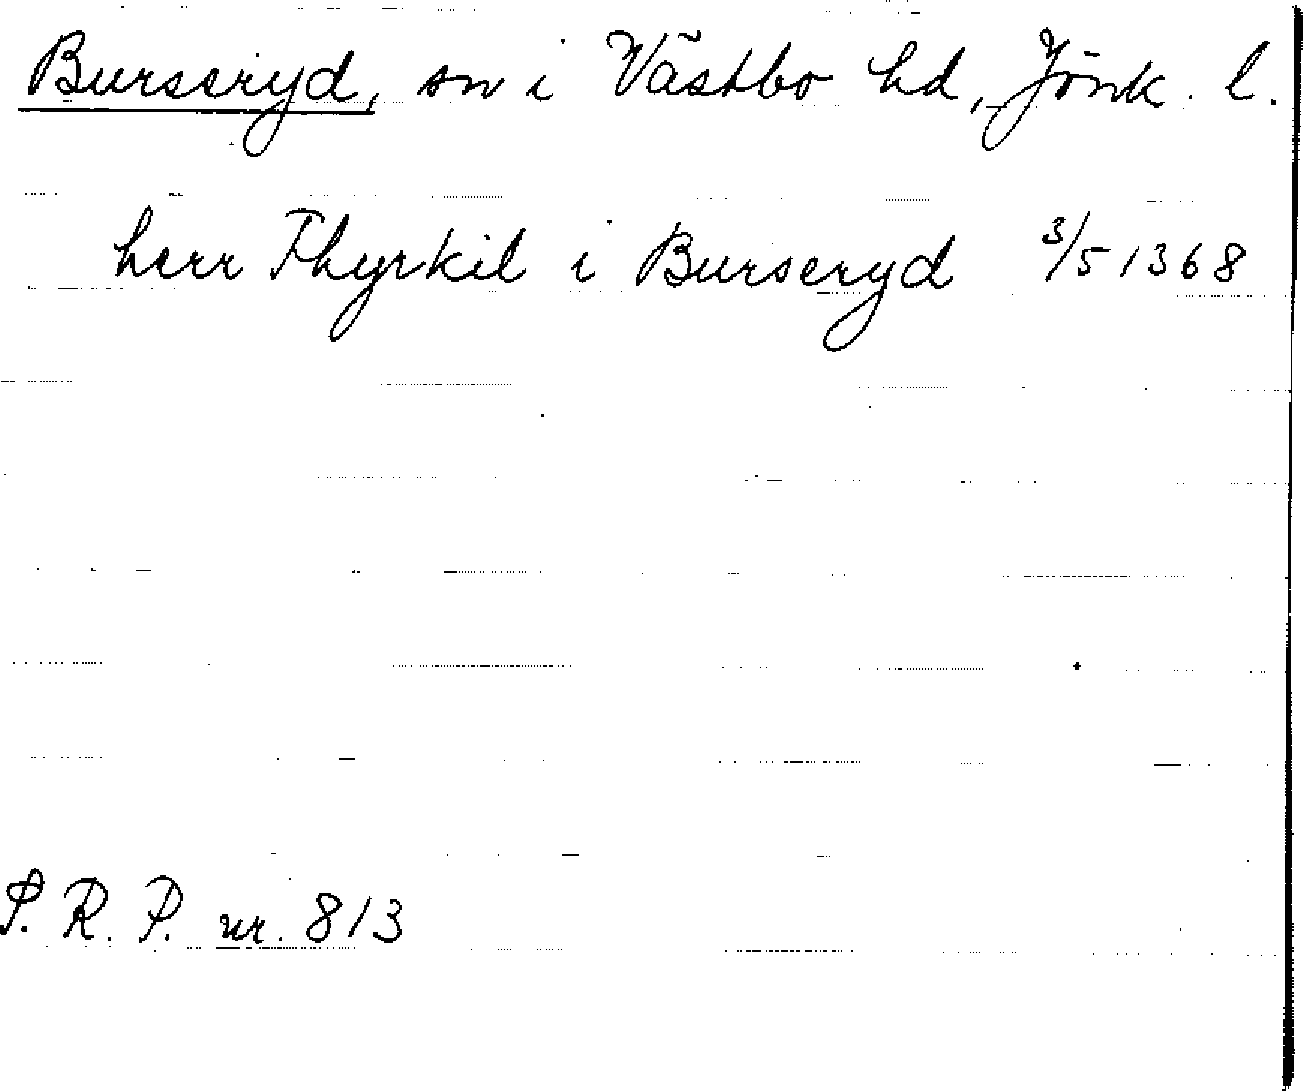 Burseryd, sn i Västbo hd, Jönk. l.
herr Thyrkil i Burseryd 3/5 1368
P. R. P. nr. 813